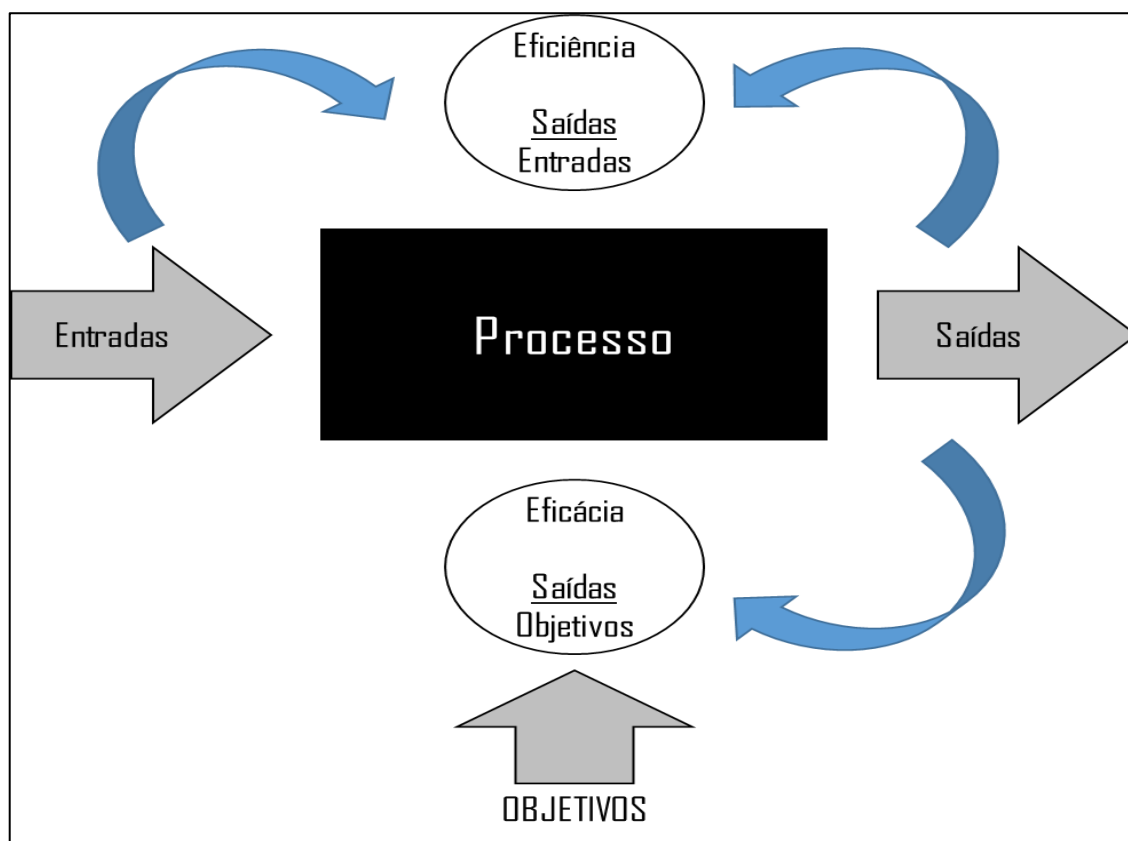 Eficiência
Saídas
Entradas
Entradas
Processo
Saídas
Eficácia
Saídas
Objetivos
OBJETIVOS